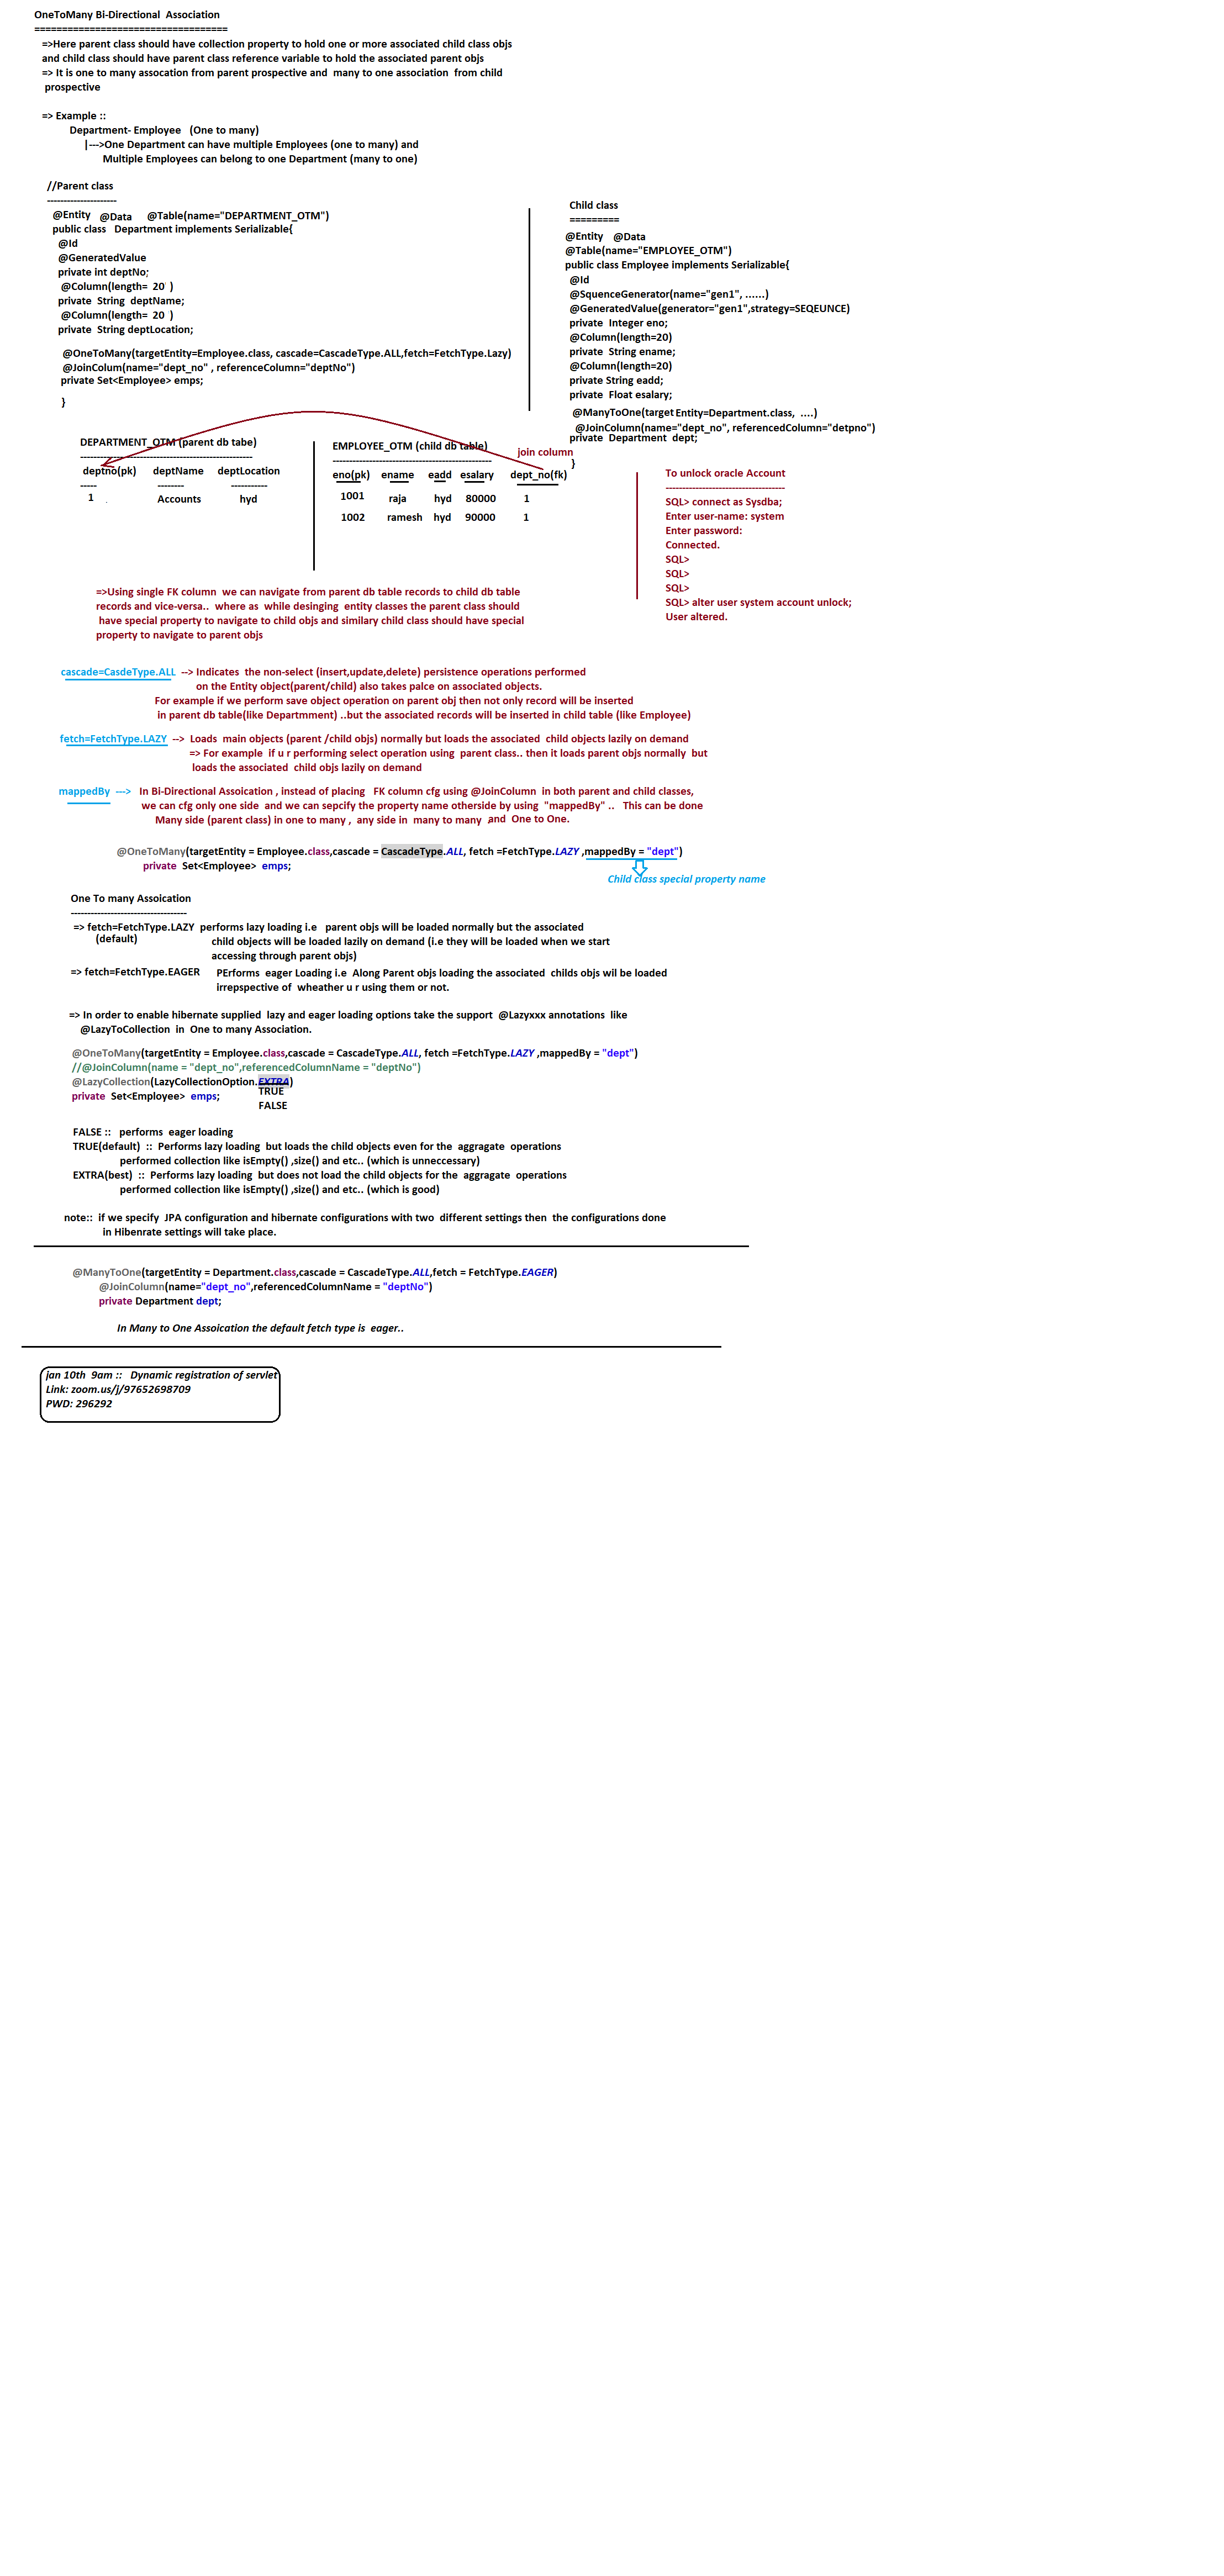 OneToMany Bi-Directional  Association
===================================
=>Here parent class should have collection property to hold one or more associated child class objs
and child class should have parent class reference variable to hold the associated parent objs
=> It is one to many assocation from parent prospective and  many to one association  from child
prospective
=> Example ::
Department- Employee   (One to many)
|--->One Department can have multiple Employees (one to many) and
Multiple Employees can belong to one Department (many to one)
//Parent class
---------------------
@Entity   @Data     @Table(name="DEPARTMENT_OTM")
public class   Department implements Serializable{
@Id
@GeneratedValue
private int deptNo;
@Column(length=  20  )
private  String  deptName;
@Column(length=  20  )
private  String deptLocation;
@OneToMany(targetEntity=Employee.class, cascade=CascadeType.ALL,fetch=FetchType.Lazy)
@JoinColum(name="dept_no" , referenceColumn="deptNo")
private Set<Employee> emps;
}
Child class
=========
@Entity   @Data
@Table(name="EMPLOYEE_OTM")
public class Employee implements Serializable{
@Id
@SquenceGenerator(name="gen1", ......)
@GeneratedValue(generator="gen1",strategy=SEQEUNCE)
private  Integer eno;
@Column(length=20)
private  String ename;
@Column(length=20)
private String eadd;
private  Float esalary;
@ManyToOne(target Entity=Department.class,  ....)
@JoinColumn(name="dept_no", referencedColumn="detpno")
private  Department  dept;
}
DEPARTMENT_OTM (parent db tabe)
----------------------------------------------------
deptno(pk)     deptName     deptLocation
-----     --------     -----------
1     Accounts     hyd
EMPLOYEE_OTM (child db table)
------------------------------------------------
join column
eno(pk)    ename    eadd   esalary     dept_no(fk)
1001     raja     hyd   80000     1
1002     ramesh   hyd   90000     1
To unlock oracle Account
------------------------------------
SQL> connect as Sysdba;
Enter user-name: system
Enter password:
Connected.
SQL>
SQL>
SQL>
SQL> alter user system account unlock;
User altered.
=>Using single FK column  we can navigate from parent db table records to child db table
records and vice-versa..  where as  while desinging  entity classes the parent class should
have special property to navigate to child objs and similary child class should have special
property to navigate to parent objs
cascade=CasdeType.ALL  --> Indicates  the non-select (insert,update,delete) persistence operations performed
on the Entity object(parent/child) also takes palce on associated objects.
For example if we perform save object operation on parent obj then not only record will be inserted
in parent db table(like Departmment) ..but the associated records will be inserted in child table (like Employee)
fetch=FetchType.LAZY  -->  Loads  main objects (parent /child objs) normally but loads the associated  child objects lazily on demand
=> For example  if u r performing select operation using  parent class.. then it loads parent objs normally  but
loads the associated  child objs lazily on demand
mappedBy  --->   In Bi-Directional Assoication , instead of placing   FK column cfg using @JoinColumn  in both parent and child classes,
we can cfg only one side  and we can sepcify the property name otherside by using  "mappedBy" ..   This can be done
Many side (parent class) in one to many ,  any side in  many to many  ,and  One to One.
@OneToMany(targetEntity = Employee.class,cascade = CascadeType.ALL, fetch =FetchType.LAZY ,mappedBy = "dept")
private  Set<Employee>  emps;
Child class special property name
One To many Assoication
-----------------------------------
=> fetch=FetchType.LAZY  performs lazy loading i.e   parent objs will be loaded normally but the associated
(default)     child objects will be loaded lazily on demand (i.e they will be loaded when we start
accessing through parent objs)
=> fetch=FetchType.EAGER     PErforms  eager Loading i.e  Along Parent objs loading the associated  childs objs wil be loaded
irrepspective of  wheather u r using them or not.
=> In order to enable hibernate supplied  lazy and eager loading options take the support  @Lazyxxx annotations  like
@LazyToCollection  in  One to many Association.
@OneToMany(targetEntity = Employee.class,cascade = CascadeType.ALL, fetch =FetchType.LAZY ,mappedBy = "dept")
//@JoinColumn(name = "dept_no",referencedColumnName = "deptNo")
@LazyCollection(LazyCollectionOption.EXTRA)
TRUE
private  Set<Employee>  emps;
FALSE
FALSE ::   performs  eager loading
TRUE(default)  ::  Performs lazy loading  but loads the child objects even for the  aggragate  operations
performed collection like isEmpty() ,size() and etc.. (which is unneccessary)
EXTRA(best)  ::  Performs lazy loading  but does not load the child objects for the  aggragate  operations
performed collection like isEmpty() ,size() and etc.. (which is good)
note::  if we specify  JPA configuration and hibernate configurations with two  different settings then  the configurations done
in Hibenrate settings will take place.
@ManyToOne(targetEntity = Department.class,cascade = CascadeType.ALL,fetch = FetchType.EAGER)
@JoinColumn(name="dept_no",referencedColumnName = "deptNo")
private Department dept;
In Many to One Assoication the default fetch type is  eager..
jan 10th  9am ::   Dynamic registration of servlet
Link: zoom.us/j/97652698709
PWD: 296292